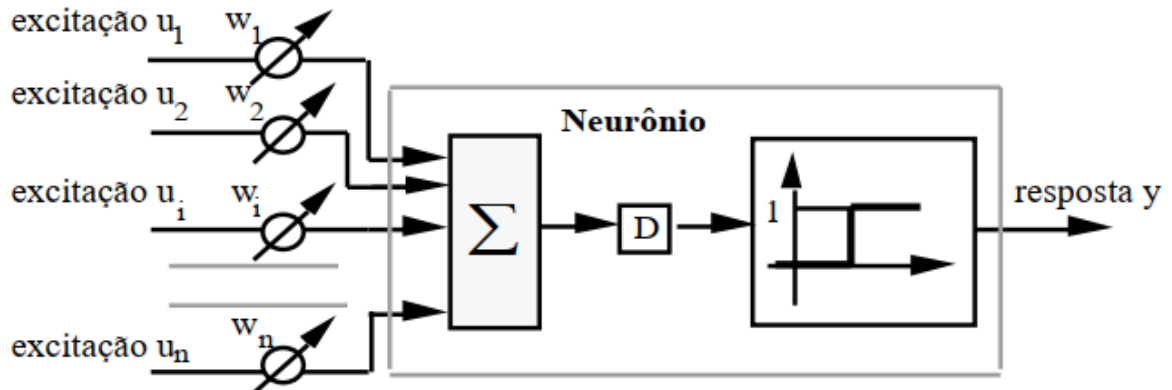 excitação u1 w1
excitação u2 w2
Neurônio
excitação ui wi
Σ
D
1
resposta y
excitação un wn